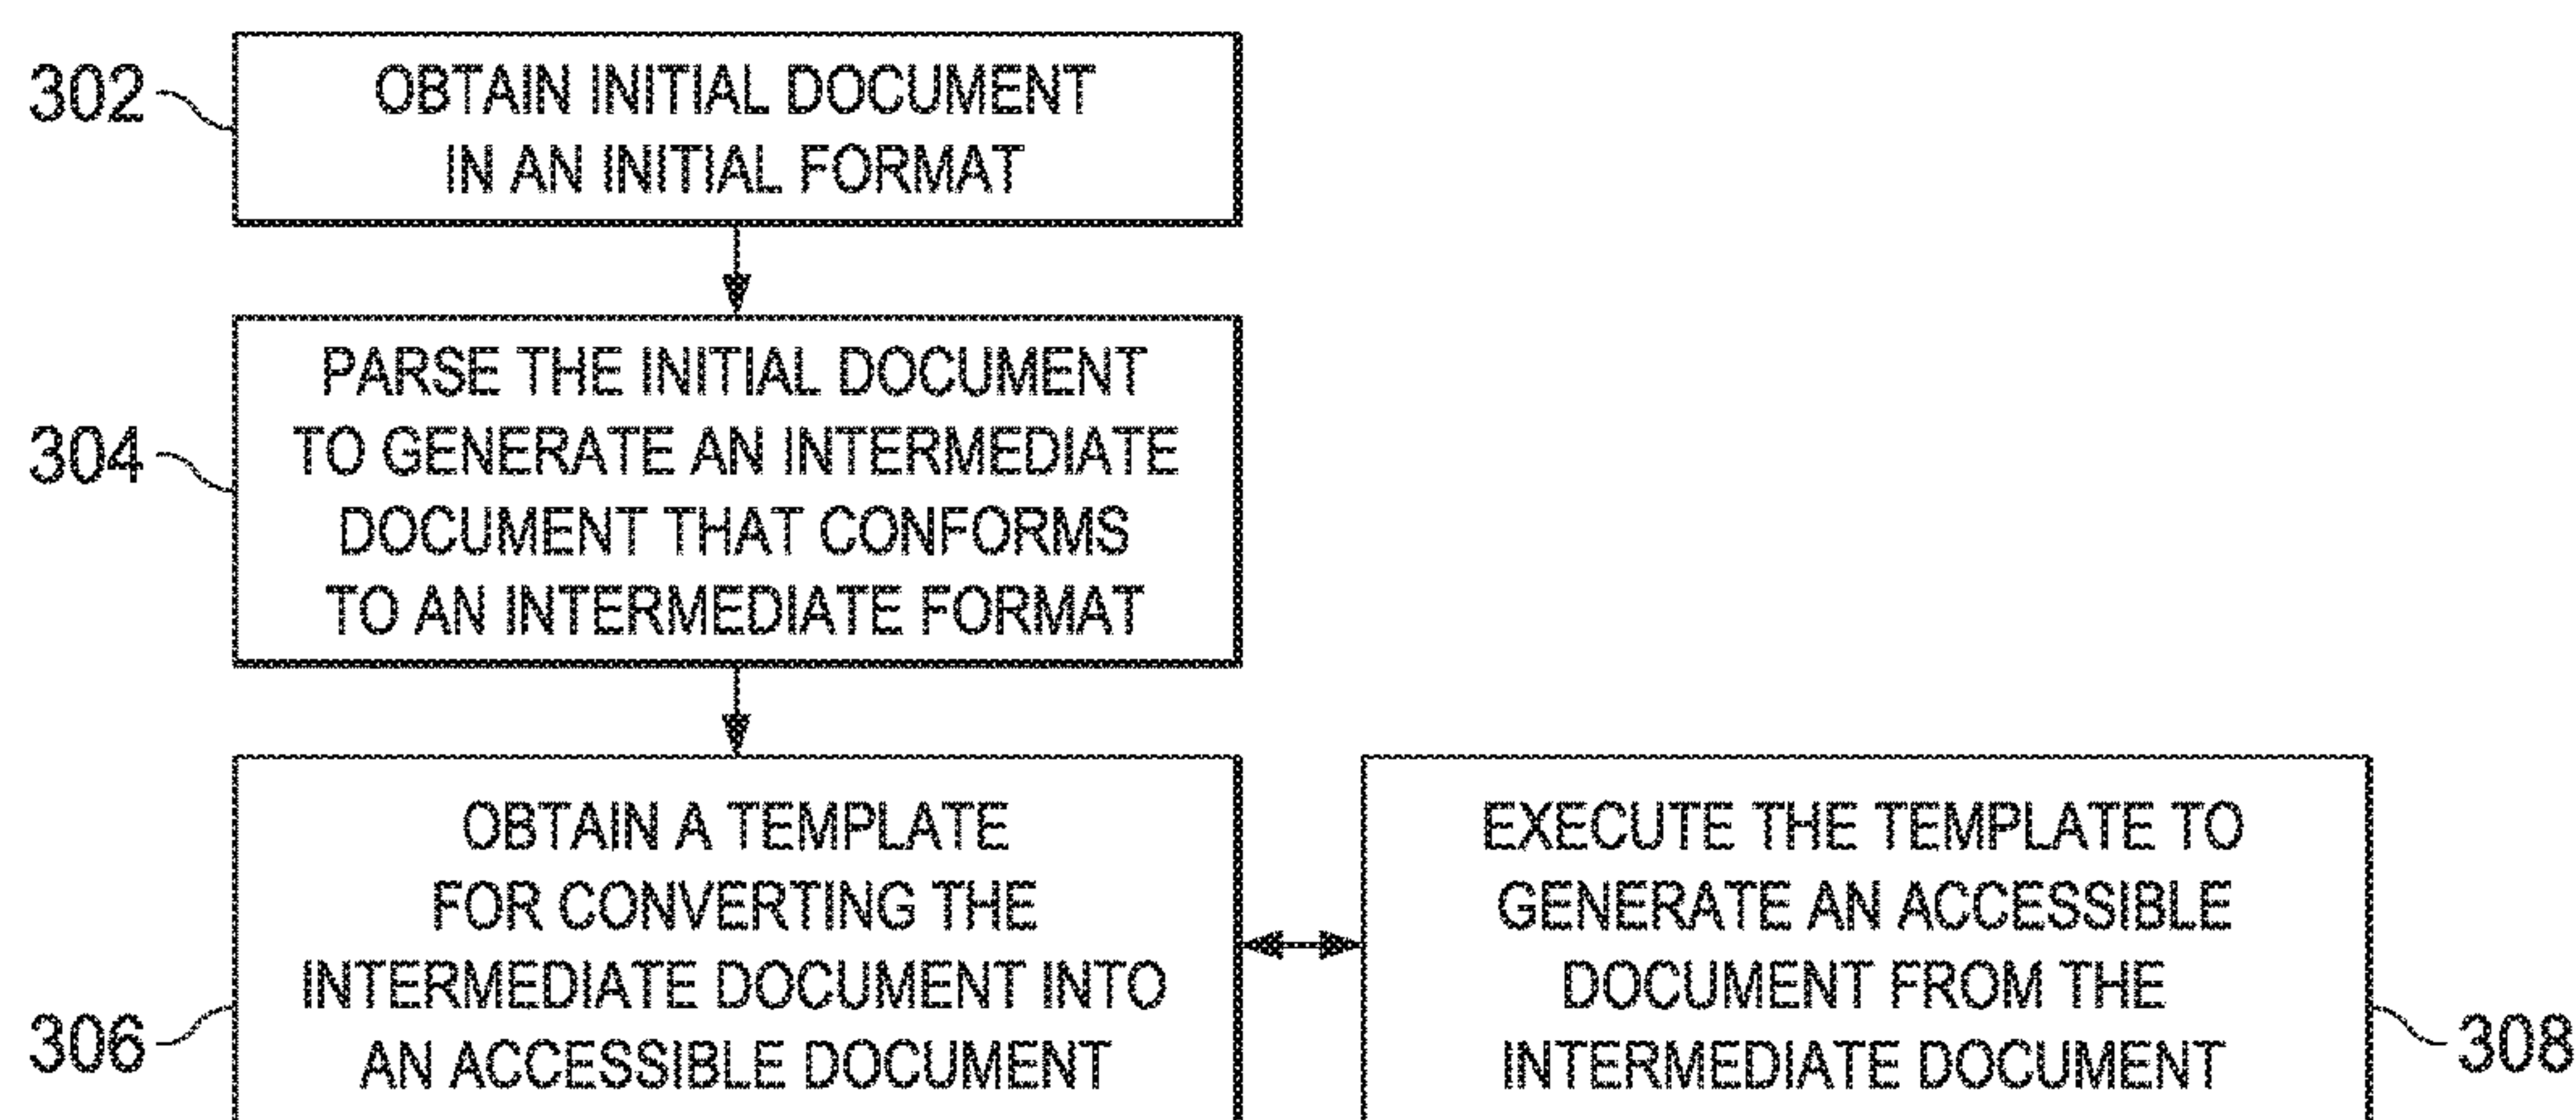 302
OBTAIN INITIAL DOCUMENT
IN AN INITIAL FORMAT
304
PARSE THE INITIAL DOCUMENT
TO GENERATE AN INTERMEDIATE
DOCUMENT THAT CONFORMS
TO AN INTERMEDIATE FORMAT
306
OBTAIN A TEMPLATE
FOR CONVERTING THE
INTERMEDIATE DOCUMENT INTO
AN ACCESSIBLE DOCUMENT
EXECUTE THE TEMPLATE TO
GENERATE AN ACCESSIBLE
DOCUMENT FROM THE
INTERMEDIATE DOCUMENT
308